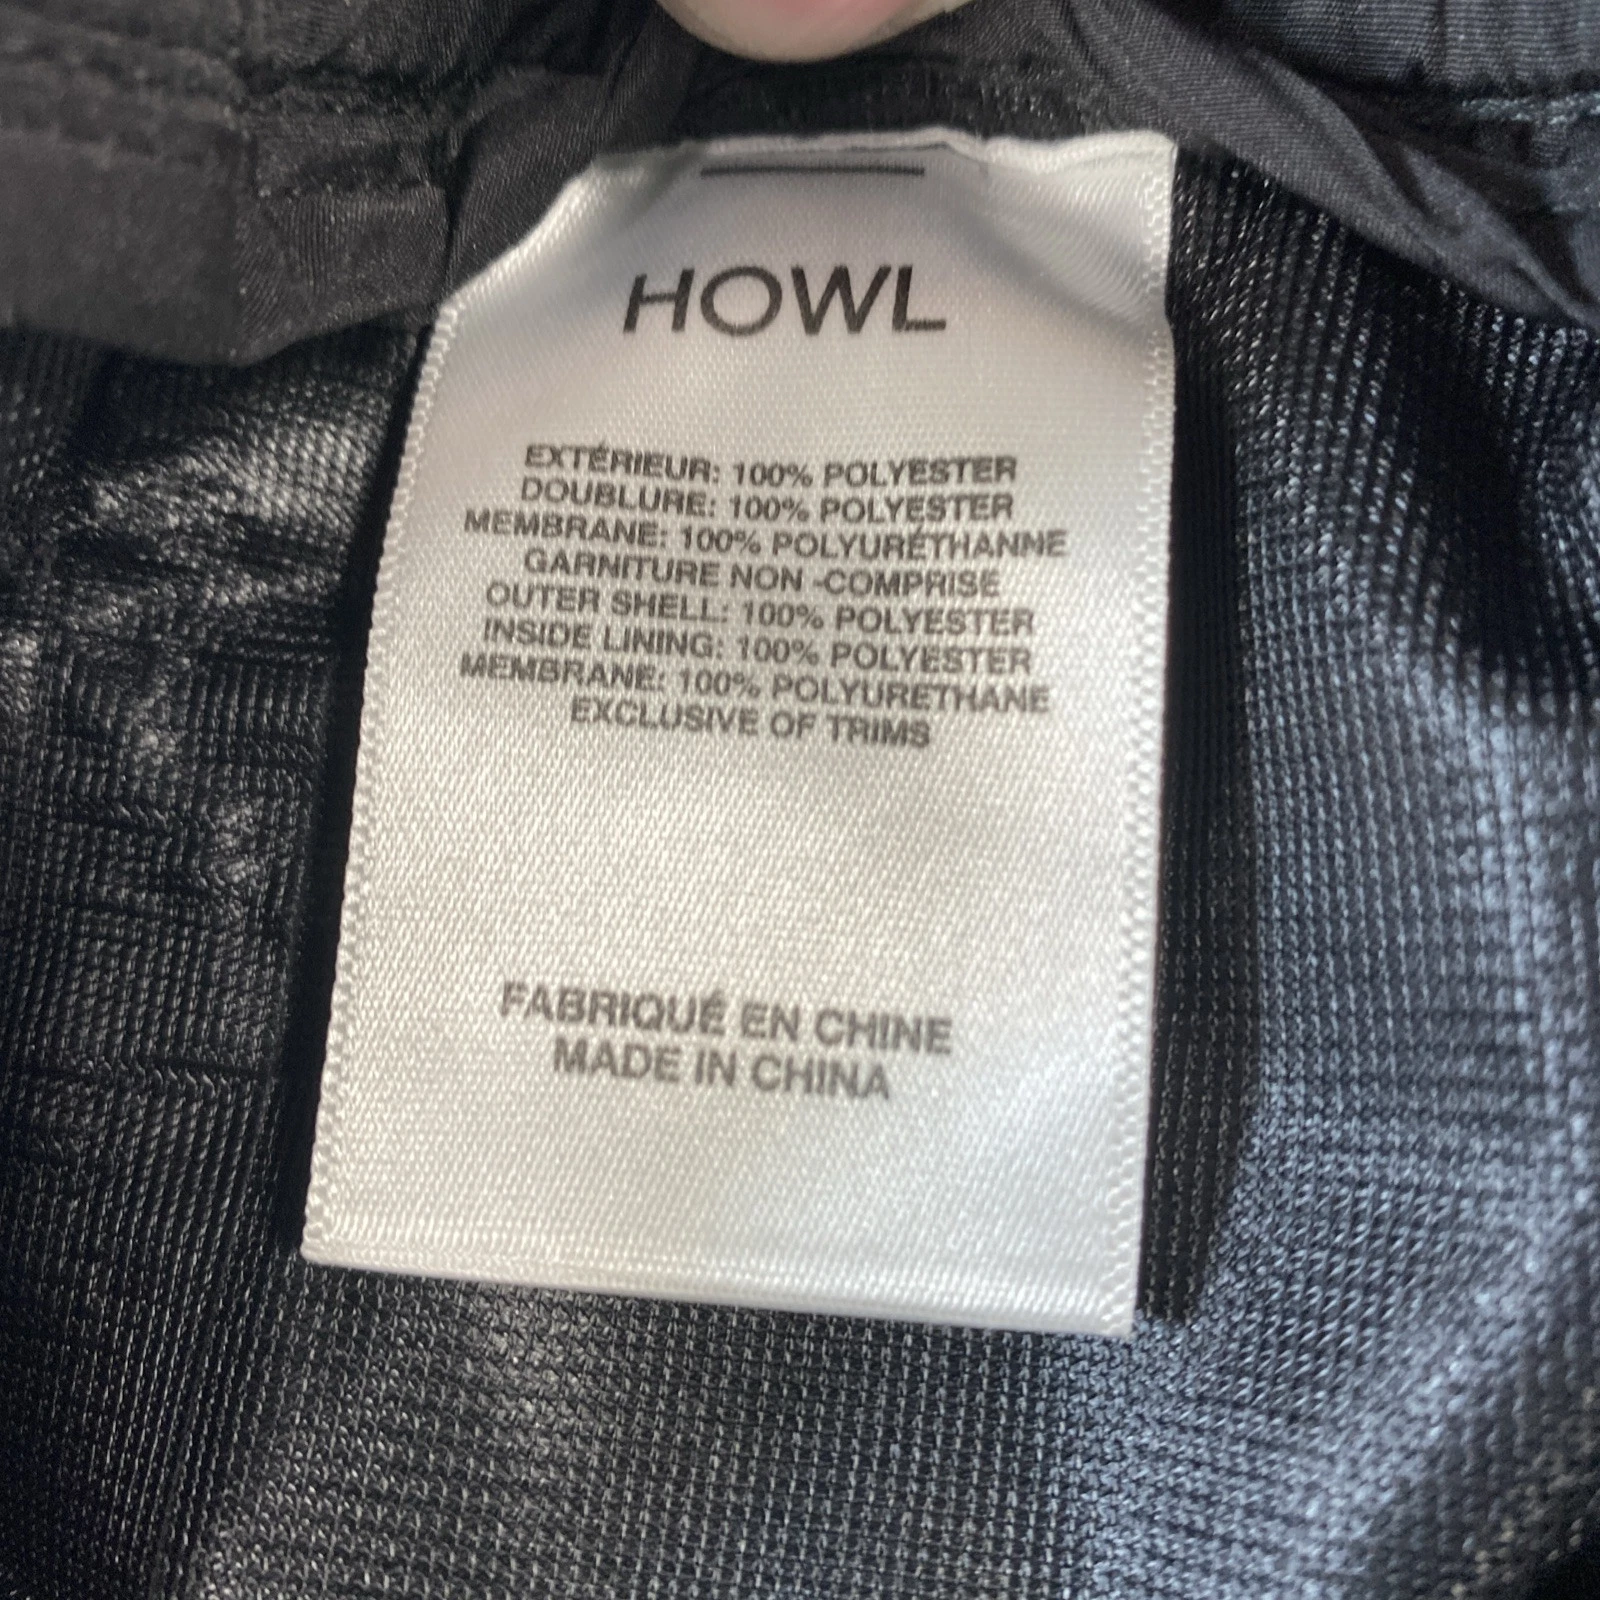 HOWL
EXTÉRIEUR: 100% POLYESTER
DOUBLURE: 100% POLYESTER
MEMBRANE: 100% POLYURÉTHANNE
GARNITURE NON -COMPRISE
OUTER SHELL: 100% POLYESTER
INSIDE LINING: 100% POLYESTER
MEMBRANE: 100% POLYURETHANE
EXCLUSIVE OF TRIMS
FABRIQUÉ EN CHINE
MADE IN CHINA